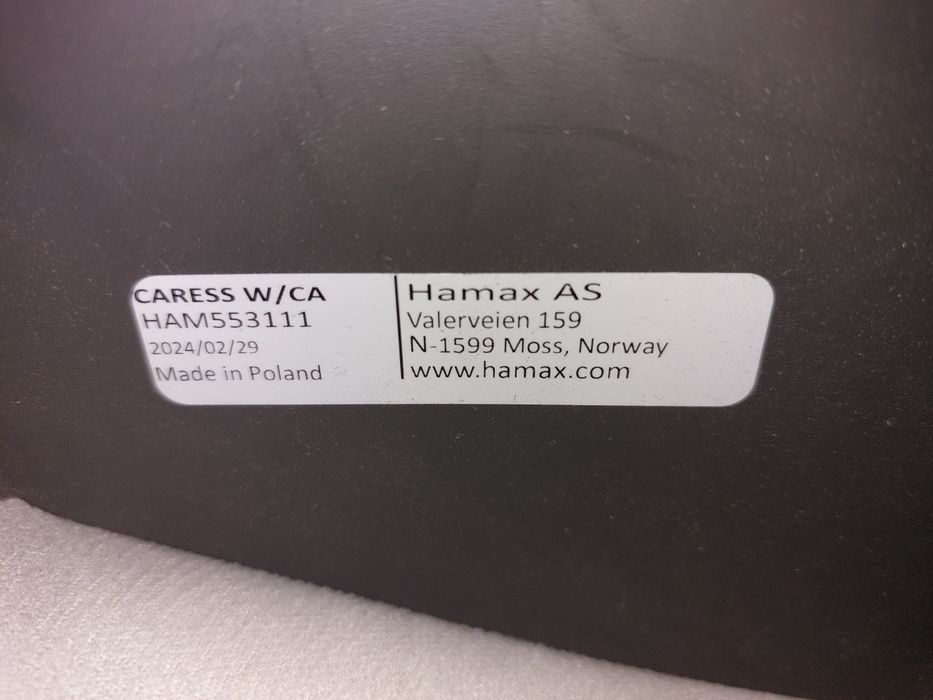 CARESS W/CA
HAM553111
2024/02/29
Made in Poland
Hamax AS
Valerveien 159
N-1599 Moss, Norway
www.hamax.com